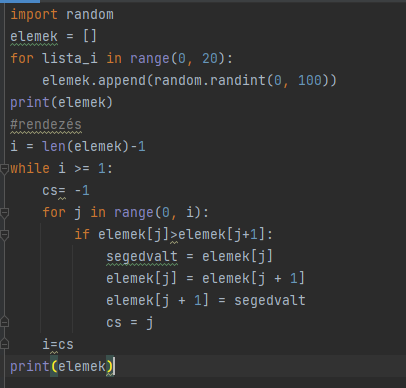 import random
elemek = []
for lista_i in range(0, 20):
    elemek.append(random.randint(0, 100))
print(elemek)
#rendezés
i = len(elemek)-1
while i >= 1:
    cs= -1
    for j in range(0, i):
        if elemek[j]>elemek[j+1]:
            segedvalt = elemek[j]
            elemek[j] = elemek[j + 1]
            elemek[j + 1] = segedvalt
            cs = j
    i=cs
print(elemek)